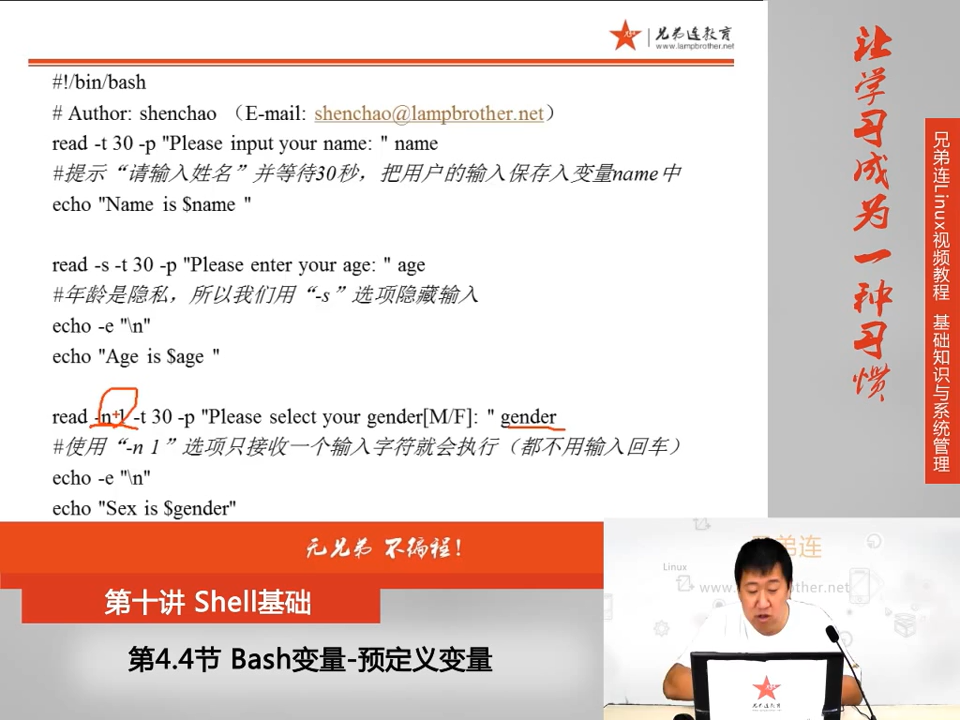 兄弟连教育
www.lampbrother.net
#!/bin/bash
# Author: shenchao （E-mail: shenchao@lampbrother.net）
read -t 30 -p "Please input your name: " name
#提示“请输入姓名”并等待30秒，把用户的输入保存入变量name中
echo "Name is $name "
read -s -t 30 -p "Please enter your age: " age
#年龄是隐私，所以我们用“-s”选项隐藏输入
echo -e "\n"
echo "Age is $age "
read -n 1 -t 30 -p "Please select your gender[M/F]: " gender
#使用“-n 1”选项只接收一个输入字符就会执行（都不用输入回车）
echo -e "\n"
echo "Sex is $gender"
让学习成为一种习惯
兄弟连Linux视频教程 基础知识与系统管理
无兄弟 不编程！
第十讲 Shell基础
第4.4节 Bash变量-预定义变量
兄弟连
Linux
兄弟连教育